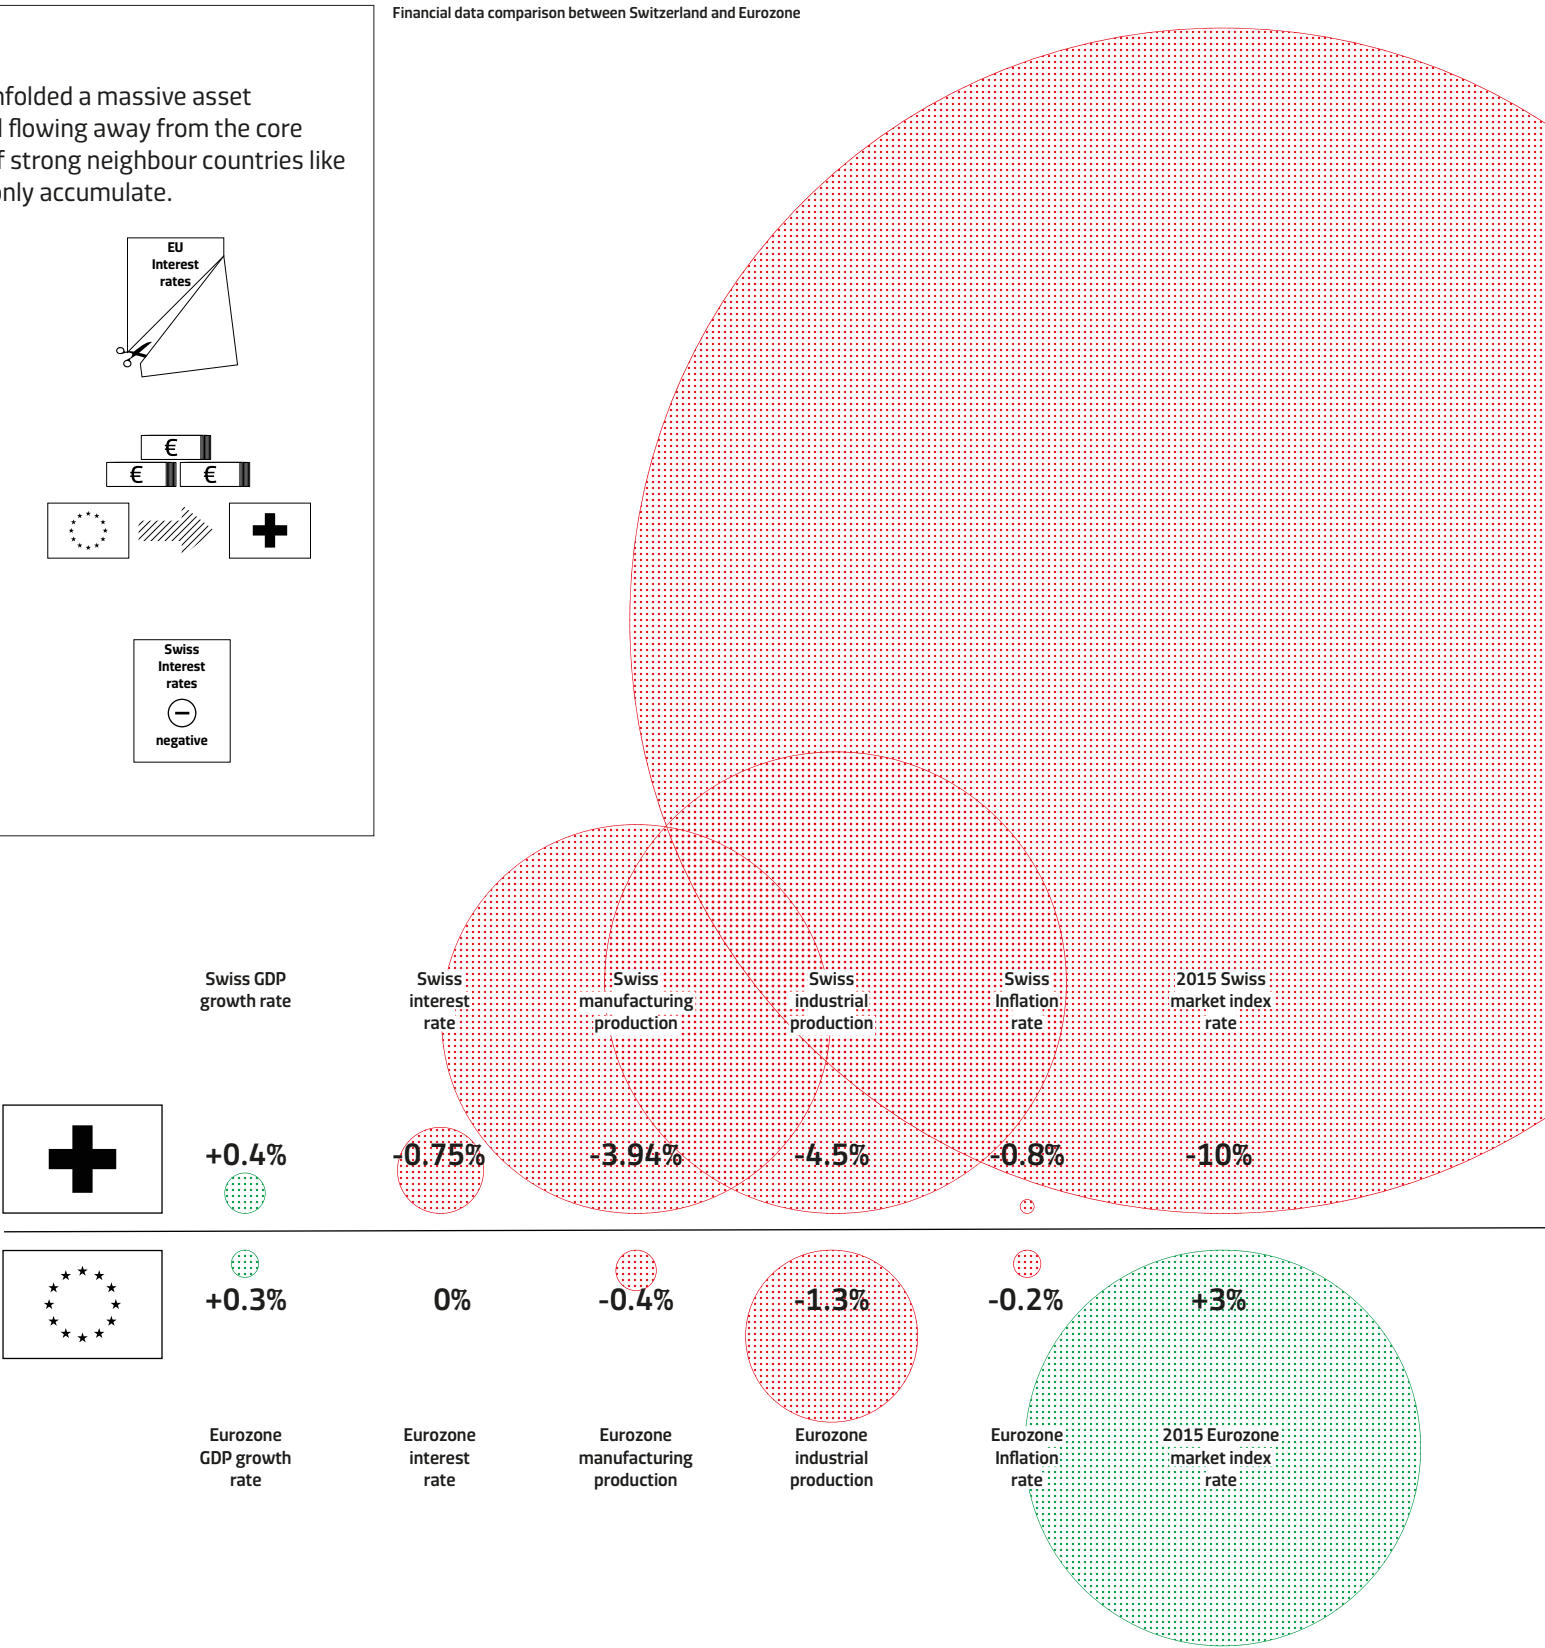 Financial data comparison between Switzerland and Eurozone
nfolded a massive asset
flowing away from the core
f strong neighbour countries like
only accumulate.
EU
Interest
rates
€
€ €
Swiss
Interest
rates
negative
Swiss GDP
growth rate
Swiss
interest
rate
Swiss
manufacturing
production
Swiss
industrial
production
Swiss
Inflation
rate
2015 Swiss
market index
rate
+0.4% -0.75% -3.94% -4.5% -0.8% -10%
+0.3% 0% -0.4% -1.3% -0.2% +3%
Eurozone
GDP growth
rate
Eurozone
interest
rate
Eurozone
manufacturing
production
Eurozone
industrial
production
Eurozone
Inflation
rate
2015 Eurozone
market index
rate